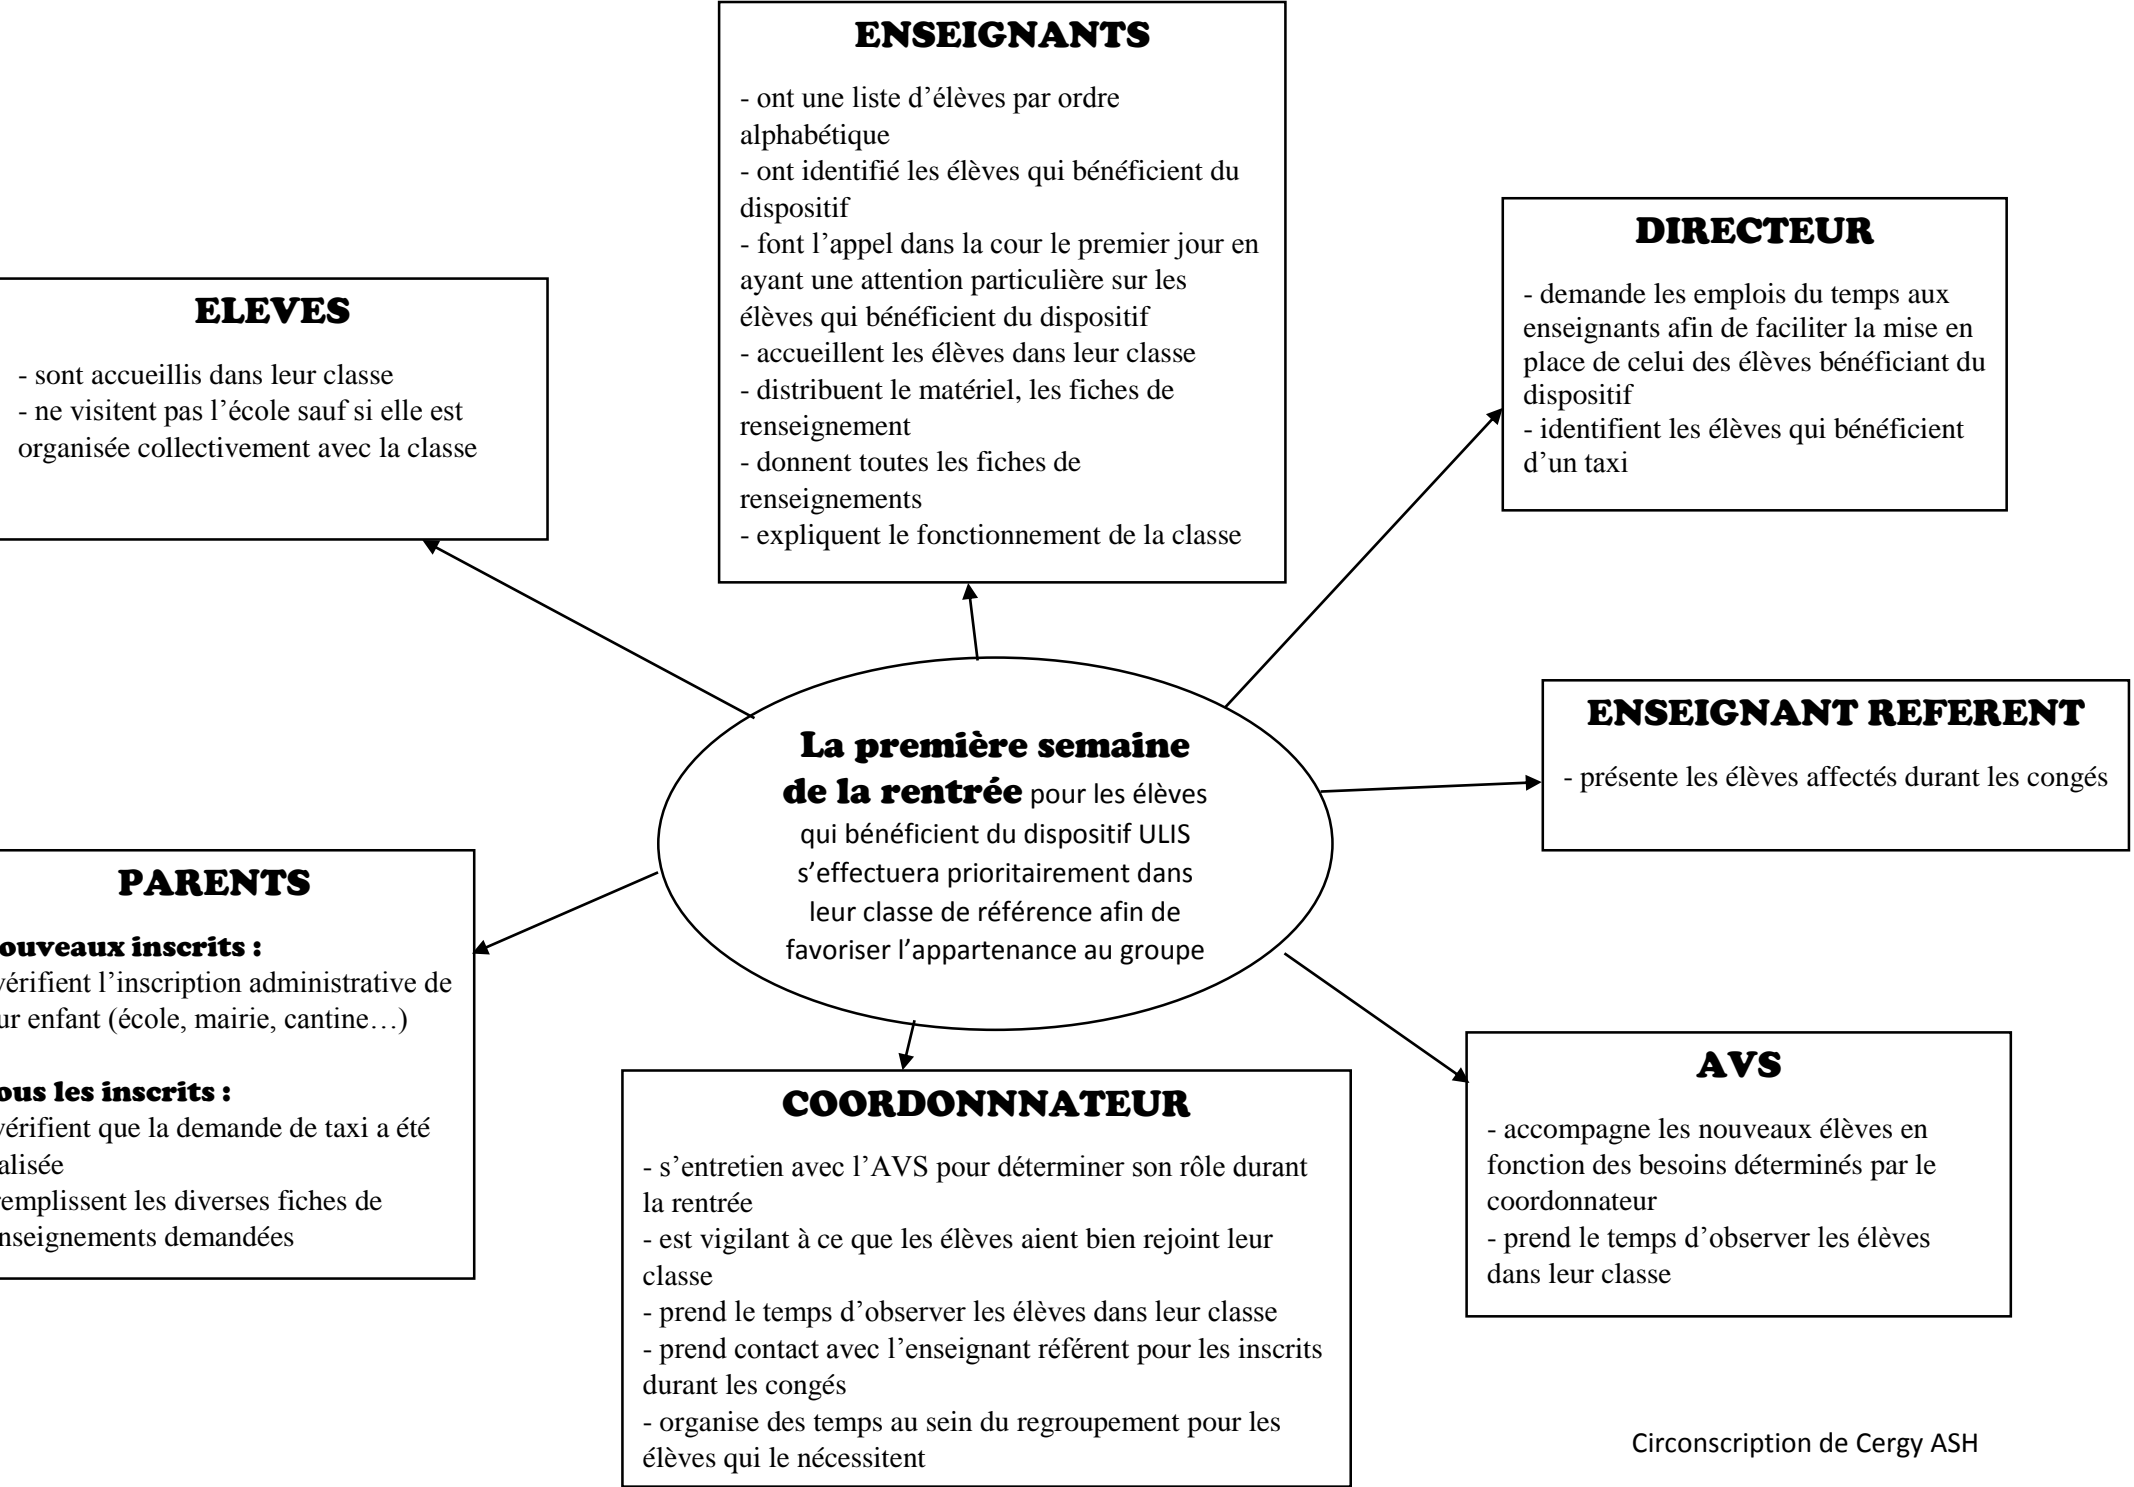 ENSEIGNANTS
- ont une liste d’élèves par ordre
alphabétique
- ont identifié les élèves qui bénéficient du
dispositif
- font l’appel dans la cour le premier jour en
ayant une attention particulière sur les
élèves qui bénéficient du dispositif
- accueillent les élèves dans leur classe
- distribuent le matériel, les fiches de
renseignement
- donnent toutes les fiches de
renseignements
- expliquent le fonctionnement de la classe
DIRECTEUR
- demande les emplois du temps aux
enseignants afin de faciliter la mise en
place de celui des élèves bénéficiant du
dispositif
- identifient les élèves qui bénéficient
d’un taxi
ELEVES
- sont accueillis dans leur classe
- ne visitent pas l’école sauf si elle est
organisée collectivement avec la classe
ENSEIGNANT REFERENT
- présente les élèves affectés durant les congés
La première semaine
de la rentrée pour les élèves
qui bénéficient du dispositif ULIS
s’effectuera prioritairement dans
leur classe de référence afin de
favoriser l’appartenance au groupe
PARENTS
ouveaux inscrits :
vérifient l’inscription administrative de
ur enfant (école, mairie, cantine…)
ous les inscrits :
vérifient que la demande de taxi a été
alisée
remplissent les diverses fiches de
nseignements demandées
COORDONNNATEUR
- s’entretien avec l’AVS pour déterminer son rôle durant
la rentrée
- est vigilant à ce que les élèves aient bien rejoint leur
classe
- prend le temps d’observer les élèves dans leur classe
- prend contact avec l’enseignant référent pour les inscrits
durant les congés
- organise des temps au sein du regroupement pour les
élèves qui le nécessitent
AVS
- accompagne les nouveaux élèves en
fonction des besoins déterminés par le
coordonnateur
- prend le temps d’observer les élèves
dans leur classe
Circonscription de Cergy ASH